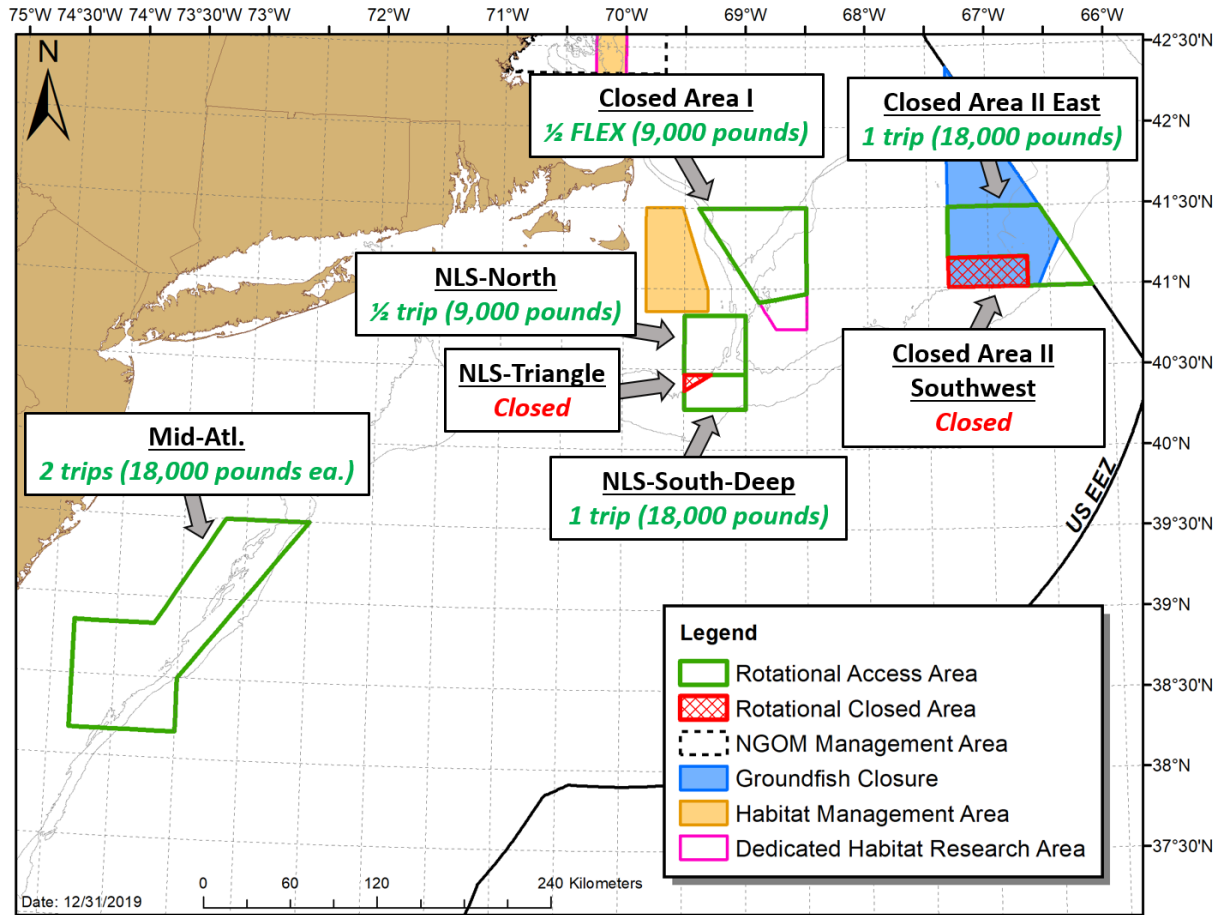 75°W 74°W 73°30'W 73°W 72°W 71°W 70°W 69°W 68°W 67°W 66°W
N
42°30'N
42°N
41°30'N
41°N
40°30'N
40°N
39°30'N
39°N
38°30'N
38°N
37°30'N
Closed Area I
½ FLEX (9,000 pounds)
Closed Area II East
1 trip (18,000 pounds)
NLS-North
½ trip (9,000 pounds)
NLS-Triangle
Closed
Closed Area II
Southwest
Closed
Mid-Atl.
2 trips (18,000 pounds ea.)
NLS-South-Deep
1 trip (18,000 pounds)
US EEZ
Legend
Rotational Access Area
Rotational Closed Area
NGOM Management Area
Groundfish Closure
Habitat Management Area
Dedicated Habitat Research Area
0 60 120 240 Kilometers
Date: 12/31/2019